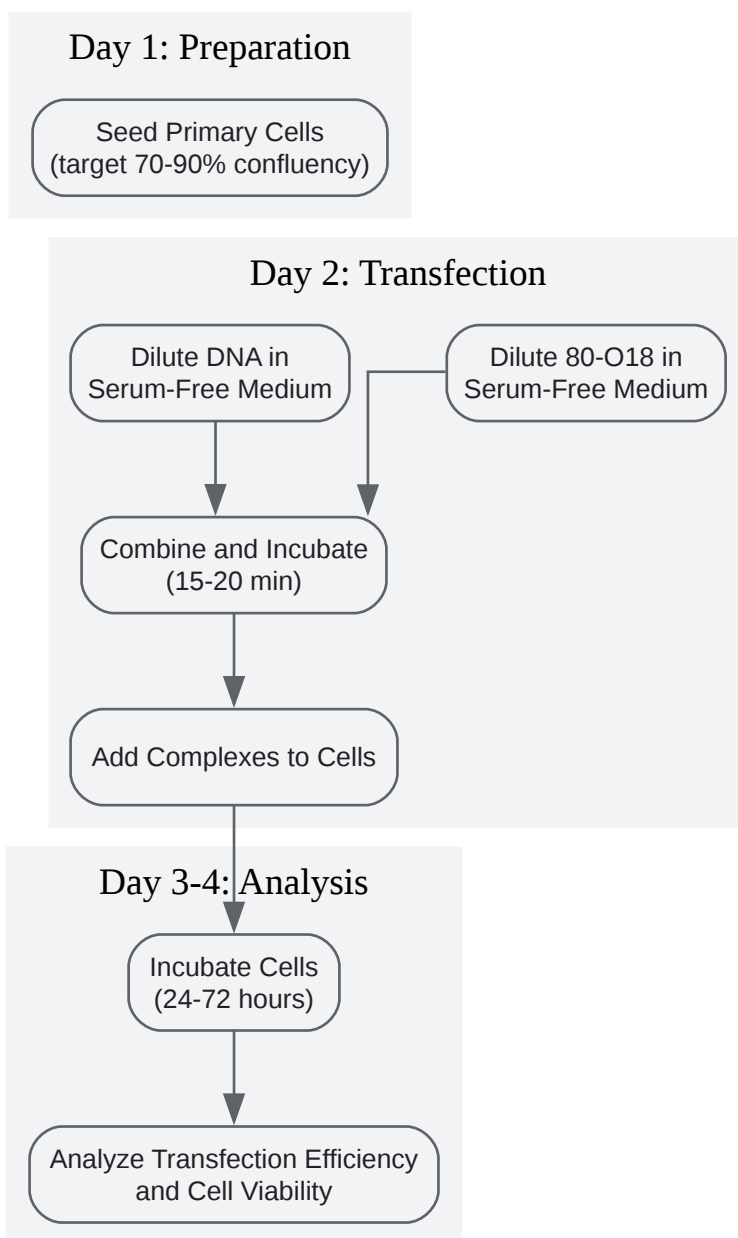 Day 1: Preparation
Seed Primary Cells
(target 70-90% confluency)
Day 2: Transfection
Dilute DNA in
Serum-Free Medium
Dilute 80-O18 in
Serum-Free Medium
Combine and Incubate
(15-20 min)
Add Complexes to Cells
Day 3-4: Analysis
Incubate Cells
(24-72 hours)
Analyze Transfection Efficiency
and Cell Viability